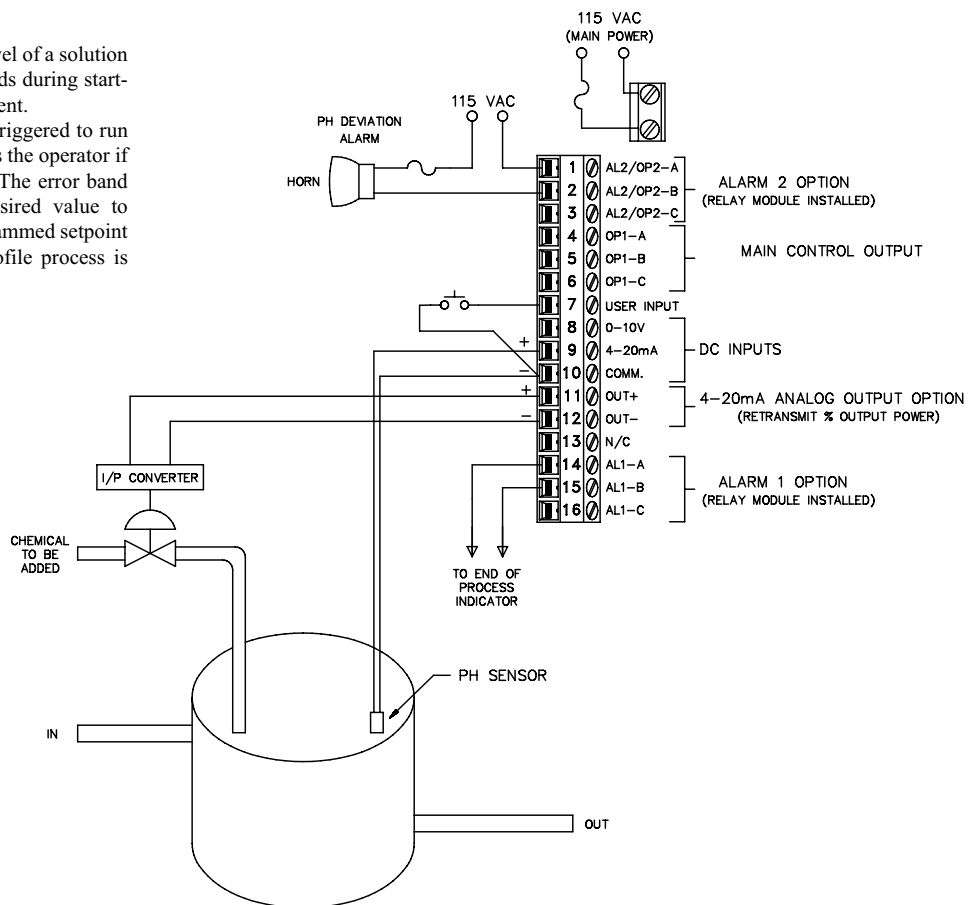 vel of a solution
ds during start-
ent.
riggered to run
s the operator if
The error band
sired value to
ammed setpoint
ofile process is
115 VAC
(MAIN POWER)
115 VAC
PH DEVIATION
ALARM
HORN
1 AL2/OP2-A
2 AL2/OP2-B
3 AL2/OP2-C
ALARM 2 OPTION
(RELAY MODULE INSTALLED)
4 OP1-A
5 OP1-B
6 OP1-C
MAIN CONTROL OUTPUT
7 USER INPUT
8 0-10V
+ 9 4-20mA
- 10 COMM.
DC INPUTS
+ 11 OUT+
- 12 OUT-
4-20mA ANALOG OUTPUT OPTION
(RETRANSMIT % OUTPUT POWER)
13 N/C
14 AL1-A
15 AL1-B
16 AL1-C
ALARM 1 OPTION
(RELAY MODULE INSTALLED)
I/P CONVERTER
CHEMICAL
TO BE
ADDED
TO END OF
PROCESS
INDICATOR
PH SENSOR
IN
OUT